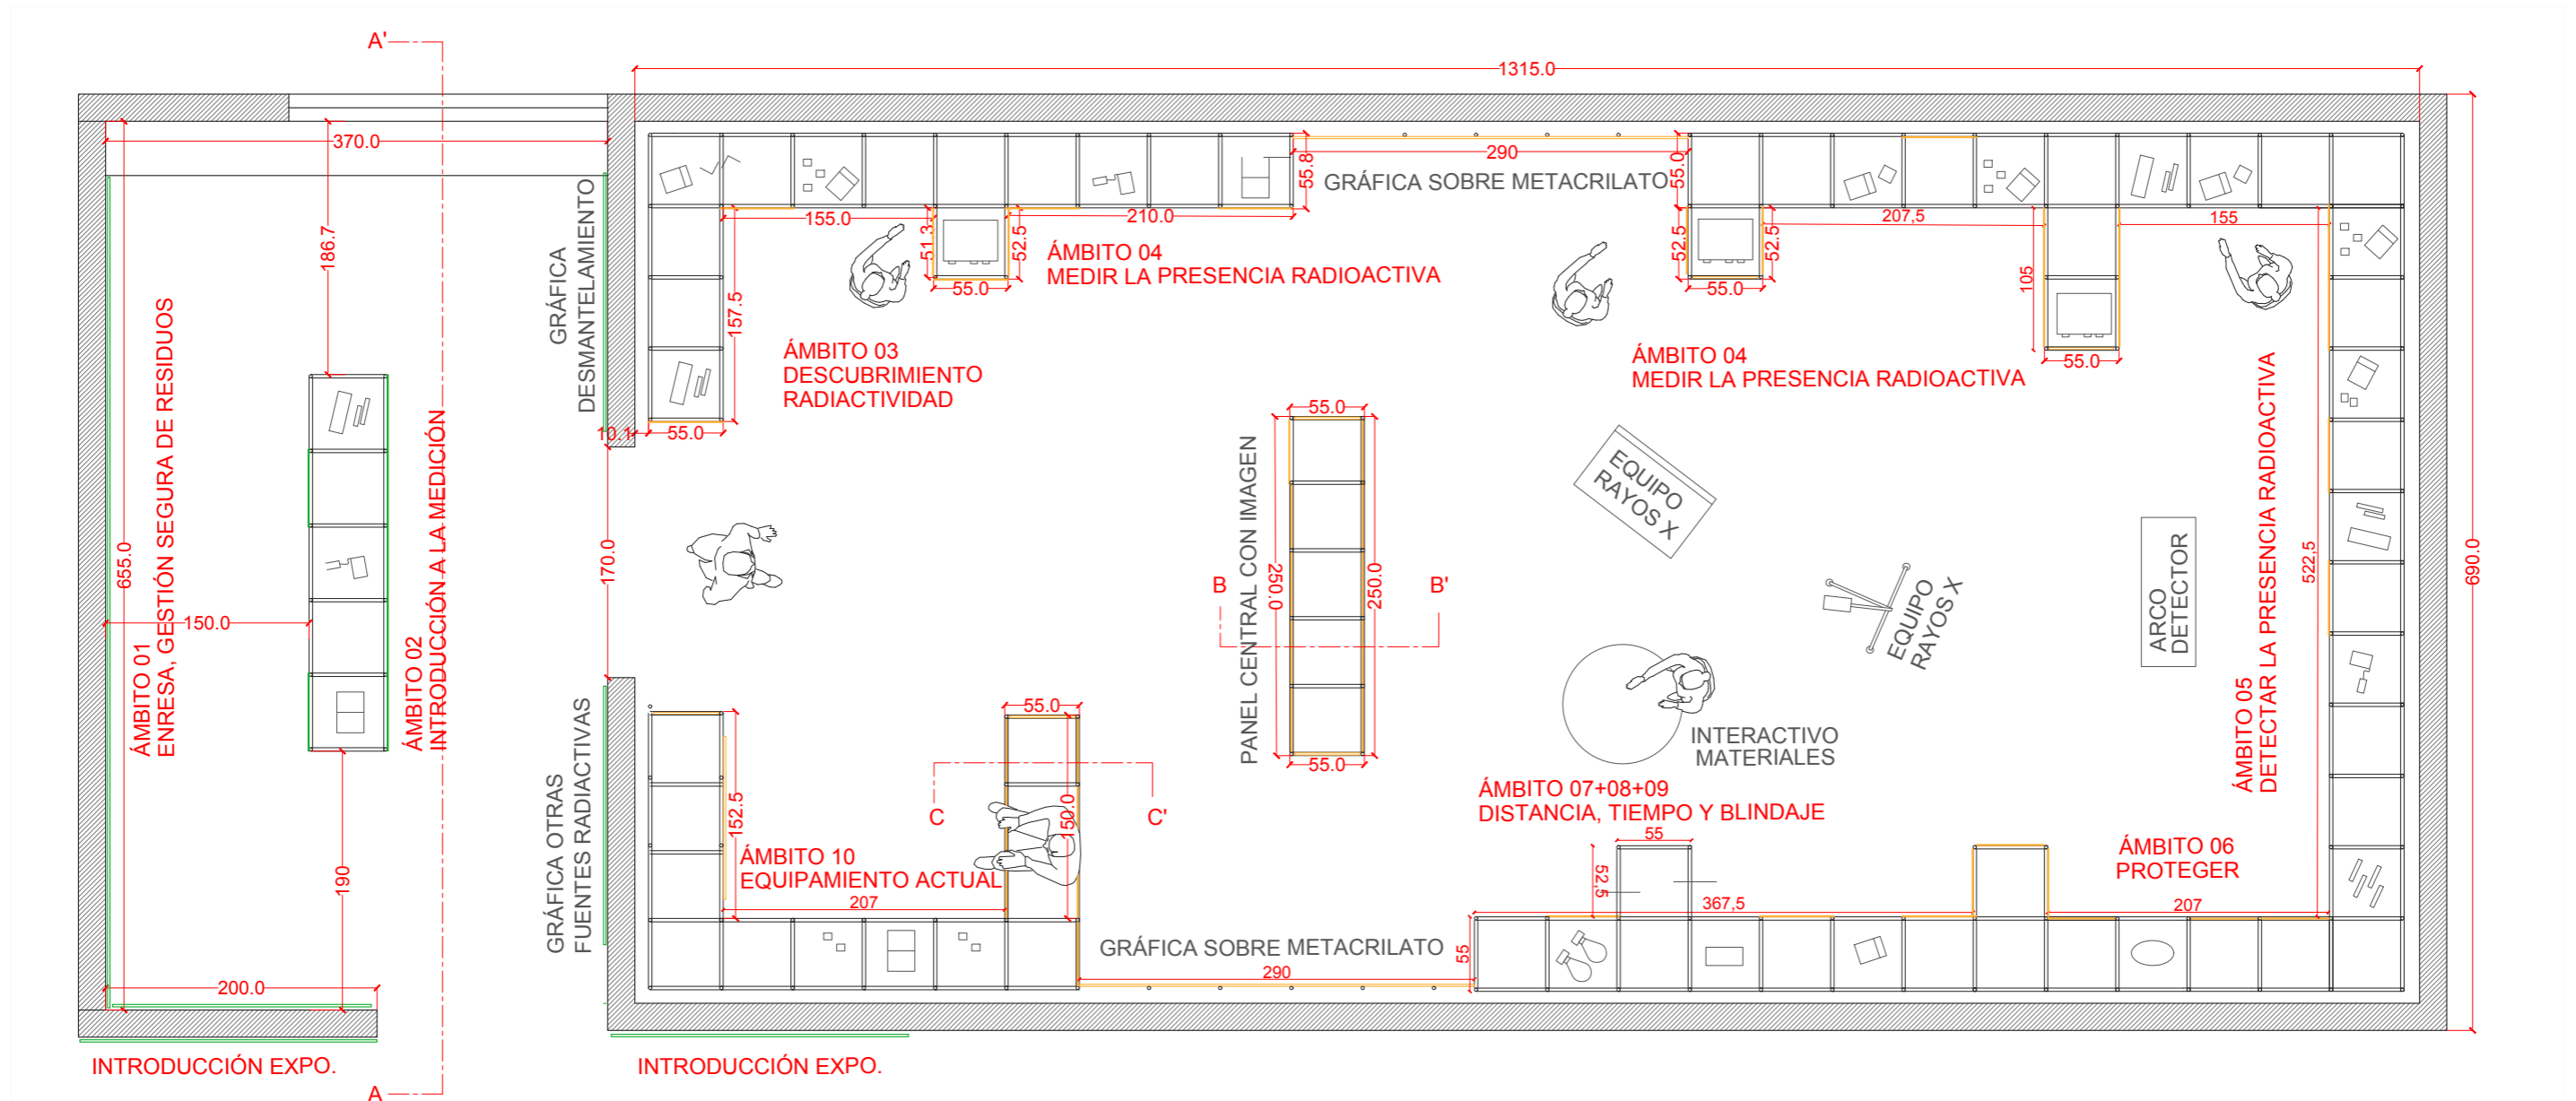 A'
1315.0
370.0
186.7
655.0
150.0
190
200.0
170.0
690.0
ÁMBITO 01
ENRESA, GESTIÓN SEGURA DE RESIDUOS
ÁMBITO 02
INTRODUCCIÓN A LA MEDICIÓN
GRÁFICA
DESMANTELAMIENTO
GRÁFICA OTRAS
FUENTES RADIACTIVAS
INTRODUCCIÓN EXPO.
A
INTRODUCCIÓN EXPO.
155.0
51.3
52.5
55.0
210.0
55.8
290
GRÁFICA SOBRE METACRILATO
55.0
157.5
10.1
55.0
ÁMBITO 03
DESCUBRIMIENTO
RADIACTIVIDAD
ÁMBITO 04
MEDIR LA PRESENCIA RADIOACTIVA
52.5
52.5
55.0
207,5
155
105
55.0
ÁMBITO 04
MEDIR LA PRESENCIA RADIOACTIVA
55.0
250.0
250.0
55.0
PANEL CENTRAL CON IMAGEN
B
B'
EQUIPO
RAYOS X
EQUIPO
RAYOS X
ARCO
DETECTOR
522,5
ÁMBITO 05
DETECTAR LA PRESENCIA RADIOACTIVA
INTERACTIVO
MATERIALES
ÁMBITO 07+08+09
DISTANCIA, TIEMPO Y BLINDAJE
55
52,5
367,5
55
ÁMBITO 06
PROTEGER
207
152.5
ÁMBITO 10
EQUIPAMIENTO ACTUAL
207
55.0
150.0
C
C'
GRÁFICA SOBRE METACRILATO
290